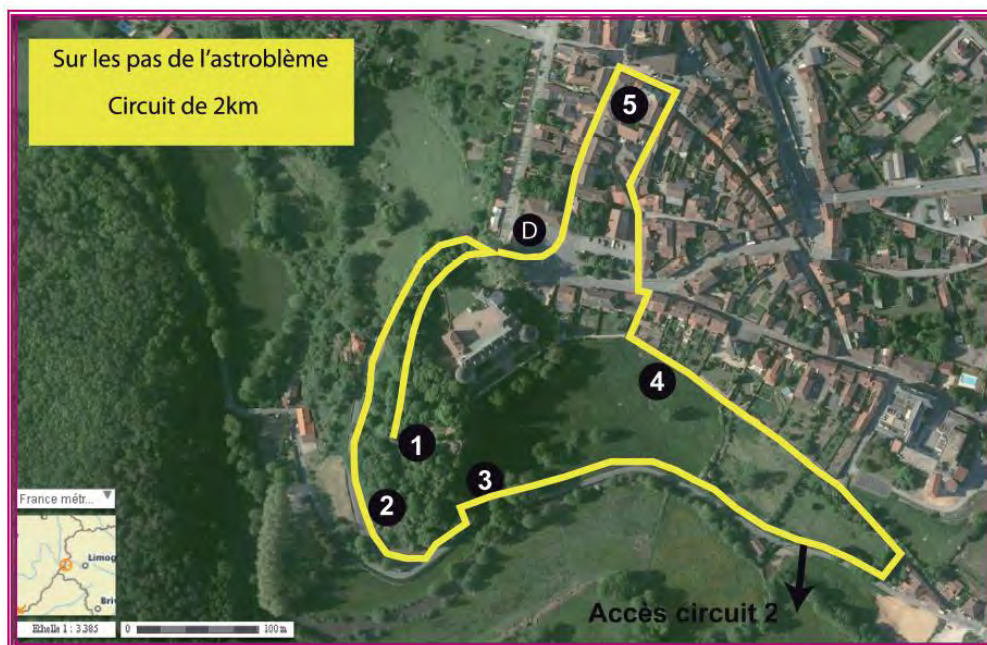 Sur les pas de l'astroblème
Circuit de 2km
5
D
4
1
3
2
France métr...
Limog
Bri
Accès circuit 2
Echelle 1 : 3.385
0 100 m